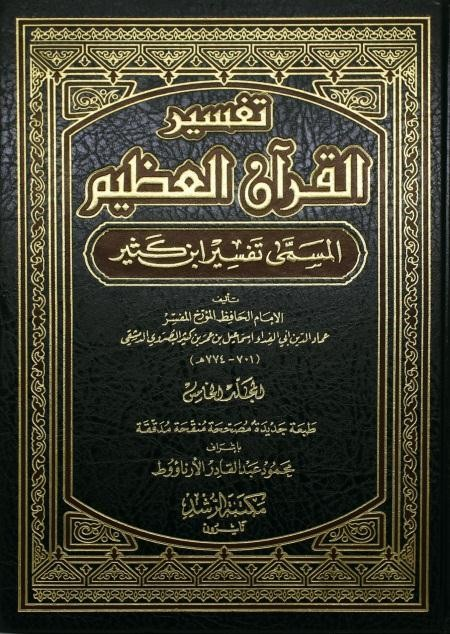 تفسير
القرآن العظيم
المسمى تفسير ابن كثير
تأليف
الإمام الحافظ المؤرخ المفسر
عماد الدين أبي الفداء اسماعيل بن عمر بن كثير البصروي الدمشقي
(٧٠١ - ٧٧٤هـ)
المجلد الخامس
طبعة جديدة مصححة منقحة مدققة
بإشراف
محمود عبد القادر الأرناؤوط
مكتبة الرشد
ناشرون